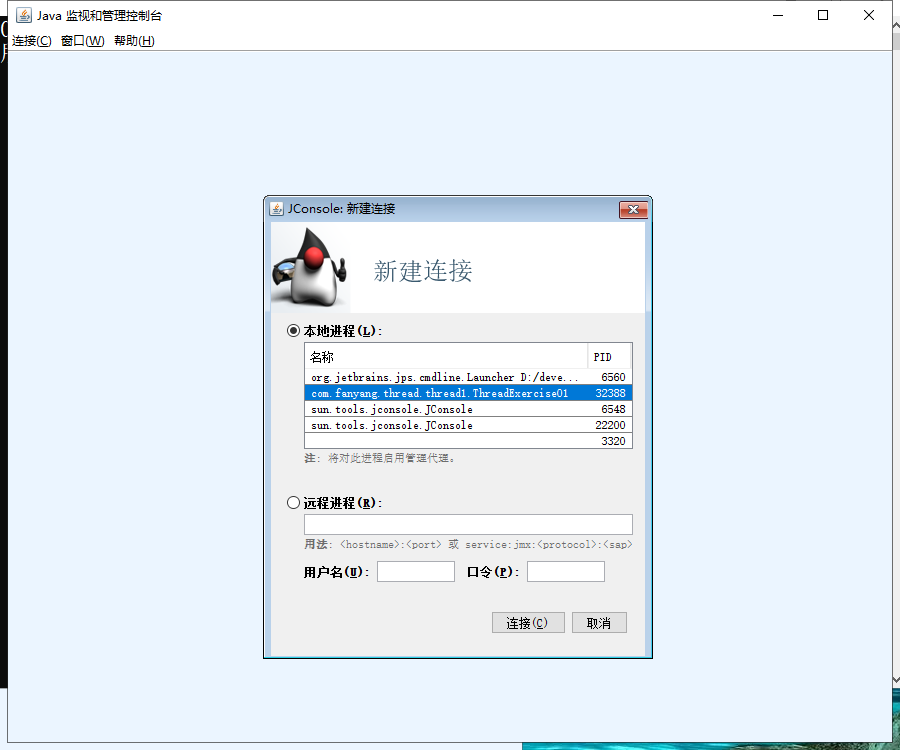 Java 监视和管理控制台
连接(C) 窗口(W) 帮助(H)
JConsole: 新建连接
新建连接
本地进程(L):
名称 PID
org.jetbrains.jps.cmdline.Launcher D:/deve... 6560
com.fanyang.thread.thread1.ThreadExercise01 32388
sun.tools.jconsole.JConsole 6548
sun.tools.jconsole.JConsole 22200
3320
注: 将对此进程启用管理代理。
远程进程(R):
用法: <hostname>:<port> 或 service:jmx:<protocol>:<sap>
用户名(U): 口令(P):
连接(C) 取消